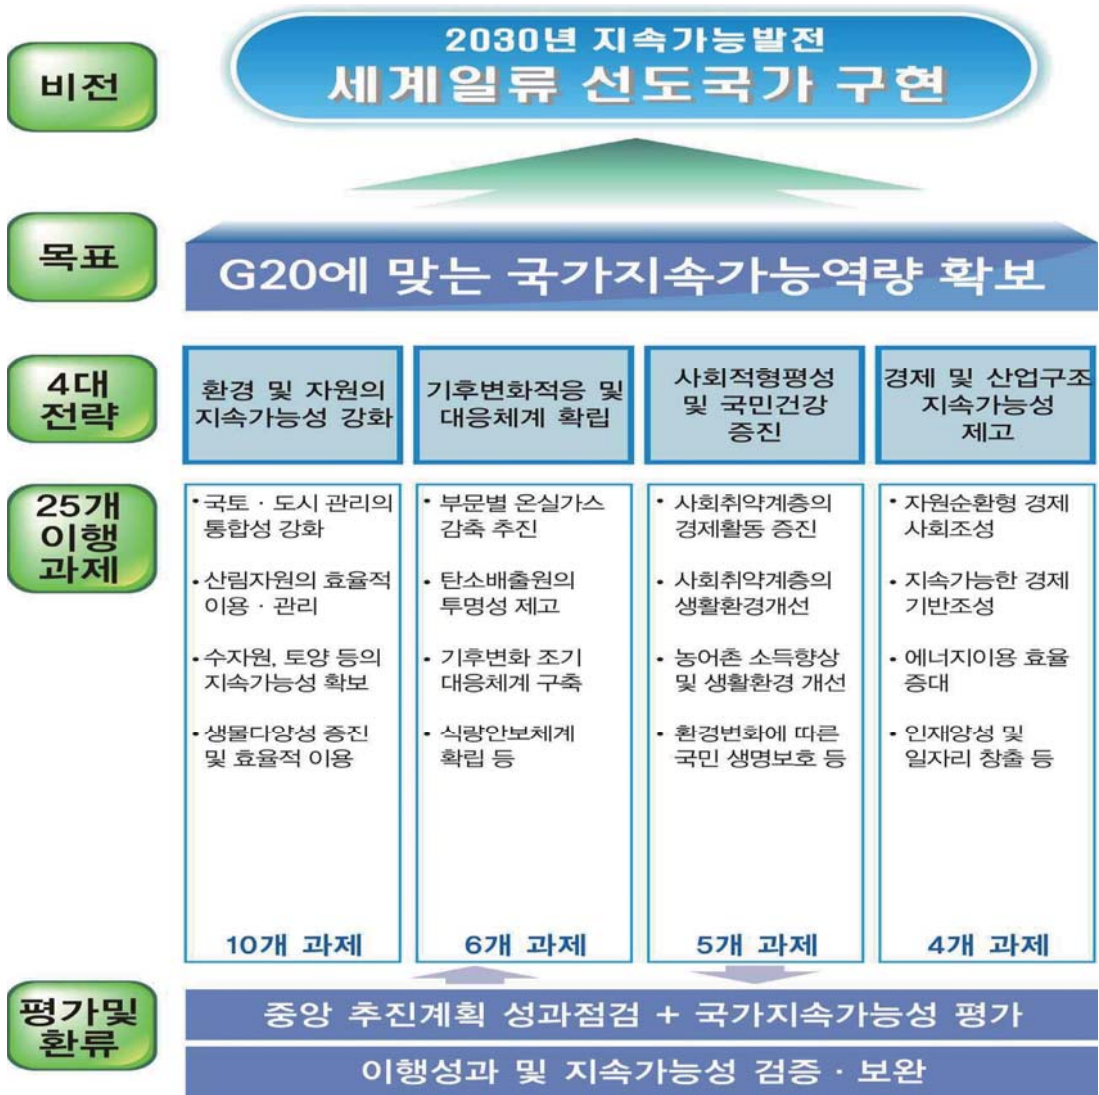 비전
2030년 지속가능발전
세계일류 선도국가 구현
목표
G20에 맞는 국가지속가능역량 확보
4대
전략
환경 및 자원의
지속가능성 강화
기후변화적응 및
대응체계 확립
사회적형평성
및 국민건강
증진
경제 및 산업구조
지속가능성
제고
25개
이행
과제
• 국토 · 도시 관리의
통합성 강화
• 산림자원의 효율적
이용 · 관리
• 수자원, 토양 등의
지속가능성 확보
• 생물다양성 증진
및 효율적 이용
10개 과제
• 부문별 온실가스
감축 추진
• 탄소배출원의
투명성 제고
• 기후변화 조기
대응체계 구축
• 식량안보체계
확립 등
6개 과제
• 사회취약계층의
경제활동 증진
• 사회취약계층의
생활환경개선
• 농어촌 소득향상
및 생활환경 개선
• 환경변화에 따른
국민 생명보호 등
5개 과제
• 자원순환형 경제
사회조성
• 지속가능한 경제
기반조성
• 에너지이용 효율
증대
• 인재양성 및
일자리 창출 등
4개 과제
평가및
환류
중앙 추진계획 성과점검 + 국가지속가능성 평가
이행성과 및 지속가능성 검증 · 보완